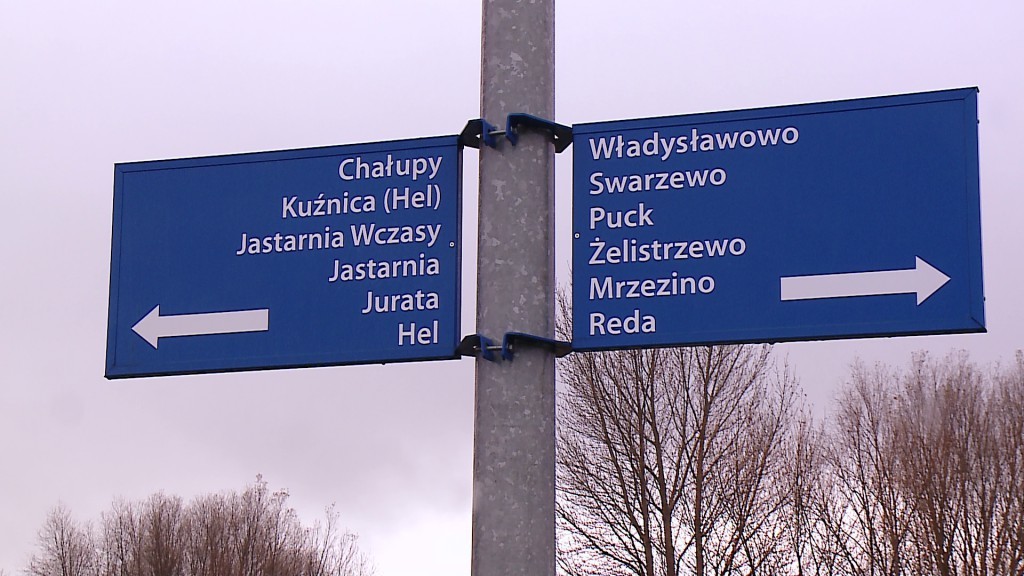 Chałupy
Kuźnica (Hel)
Jastarnia Wczasy
Jastarnia
Jurata
Hel
Władysławowo
Swarzewo
Puck
Żelistrzewo
Mrzezino
Reda